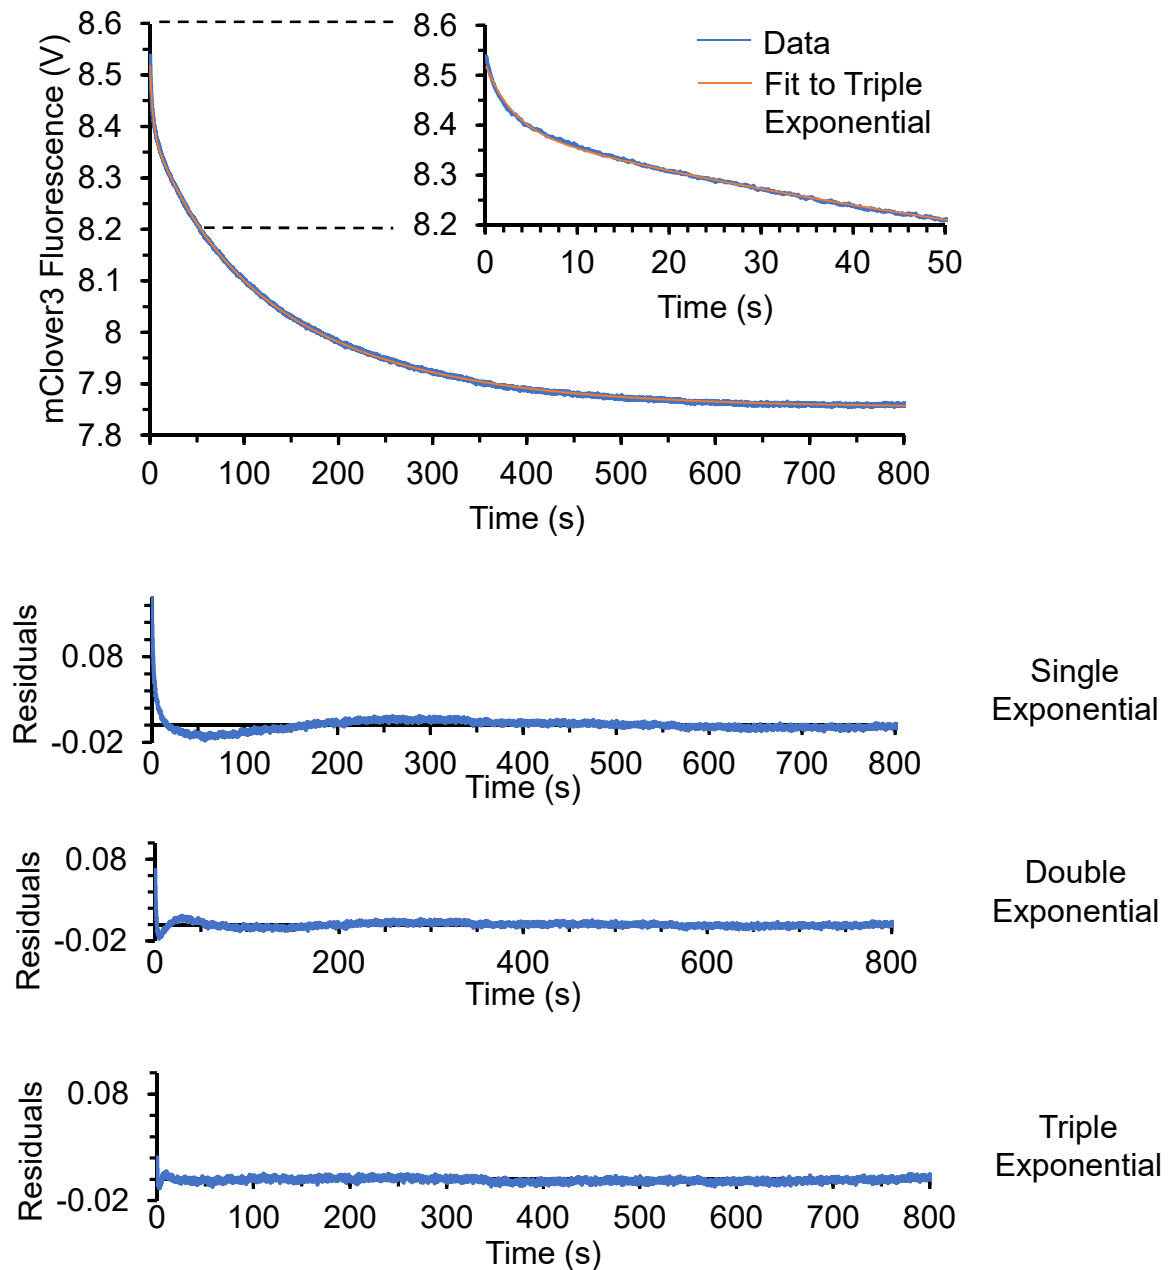 mClover3 Fluorescence (V)
8.6
8.5
8.4
8.3
8.2
8.1
8
7.9
7.8
0 100 200 300 400 500 600 700 800
Time (s)
8.6
8.5
8.4
8.3
8.2
0 10 20 30 40 50
Time (s)
Data
Fit to Triple
Exponential
Residuals
0.08
-0.02
0 100 200 300 400 500 600 700 800
Time (s)
Single
Exponential
Residuals
0.08
-0.02
0 200 400 600 800
Time (s)
Double
Exponential
Residuals
0.08
-0.02
0 100 200 300 400 500 600 700 800
Time (s)
Triple
Exponential